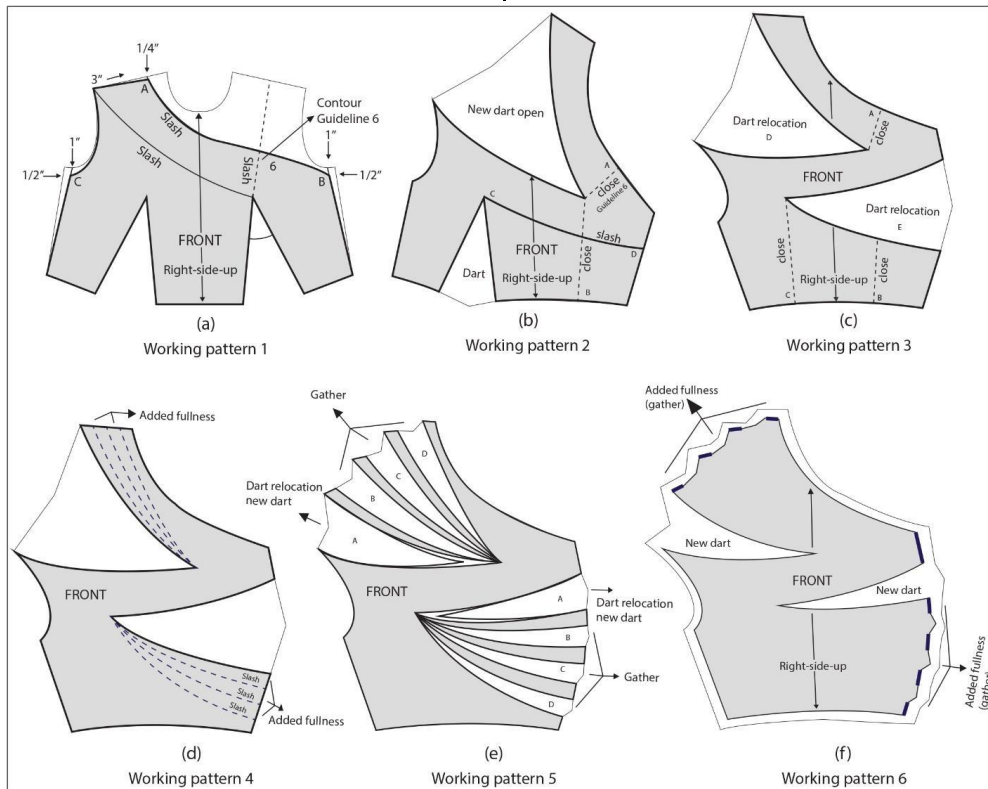 1/4"
3"
A
Slash
Slash
Contour
Guideline 6
1"
1"
1/2"
C
Slash
6
B
1/2"
FRONT
Right-side-up
(a)
Working pattern 1
New dart open
A
close
Guideline 6
C
slash
D
FRONT
Dart
Right-side-up
close
B
(b)
Working pattern 2
Dart relocation
D
A
close
FRONT
Dart relocation
E
close
close
Right-side-up
C
B
(c)
Working pattern 3
Added fullness
FRONT
Slash
Slash
Slash
Added fullness
(d)
Working pattern 4
Gather
D
C
B
Dart relocation
new dart
A
FRONT
A
Dart relocation
new dart
B
C
Gather
D
(e)
Working pattern 5
Added fullness
(gather)
New dart
FRONT
New dart
Right-side-up
Added fullness
(gather)
(f)
Working pattern 6